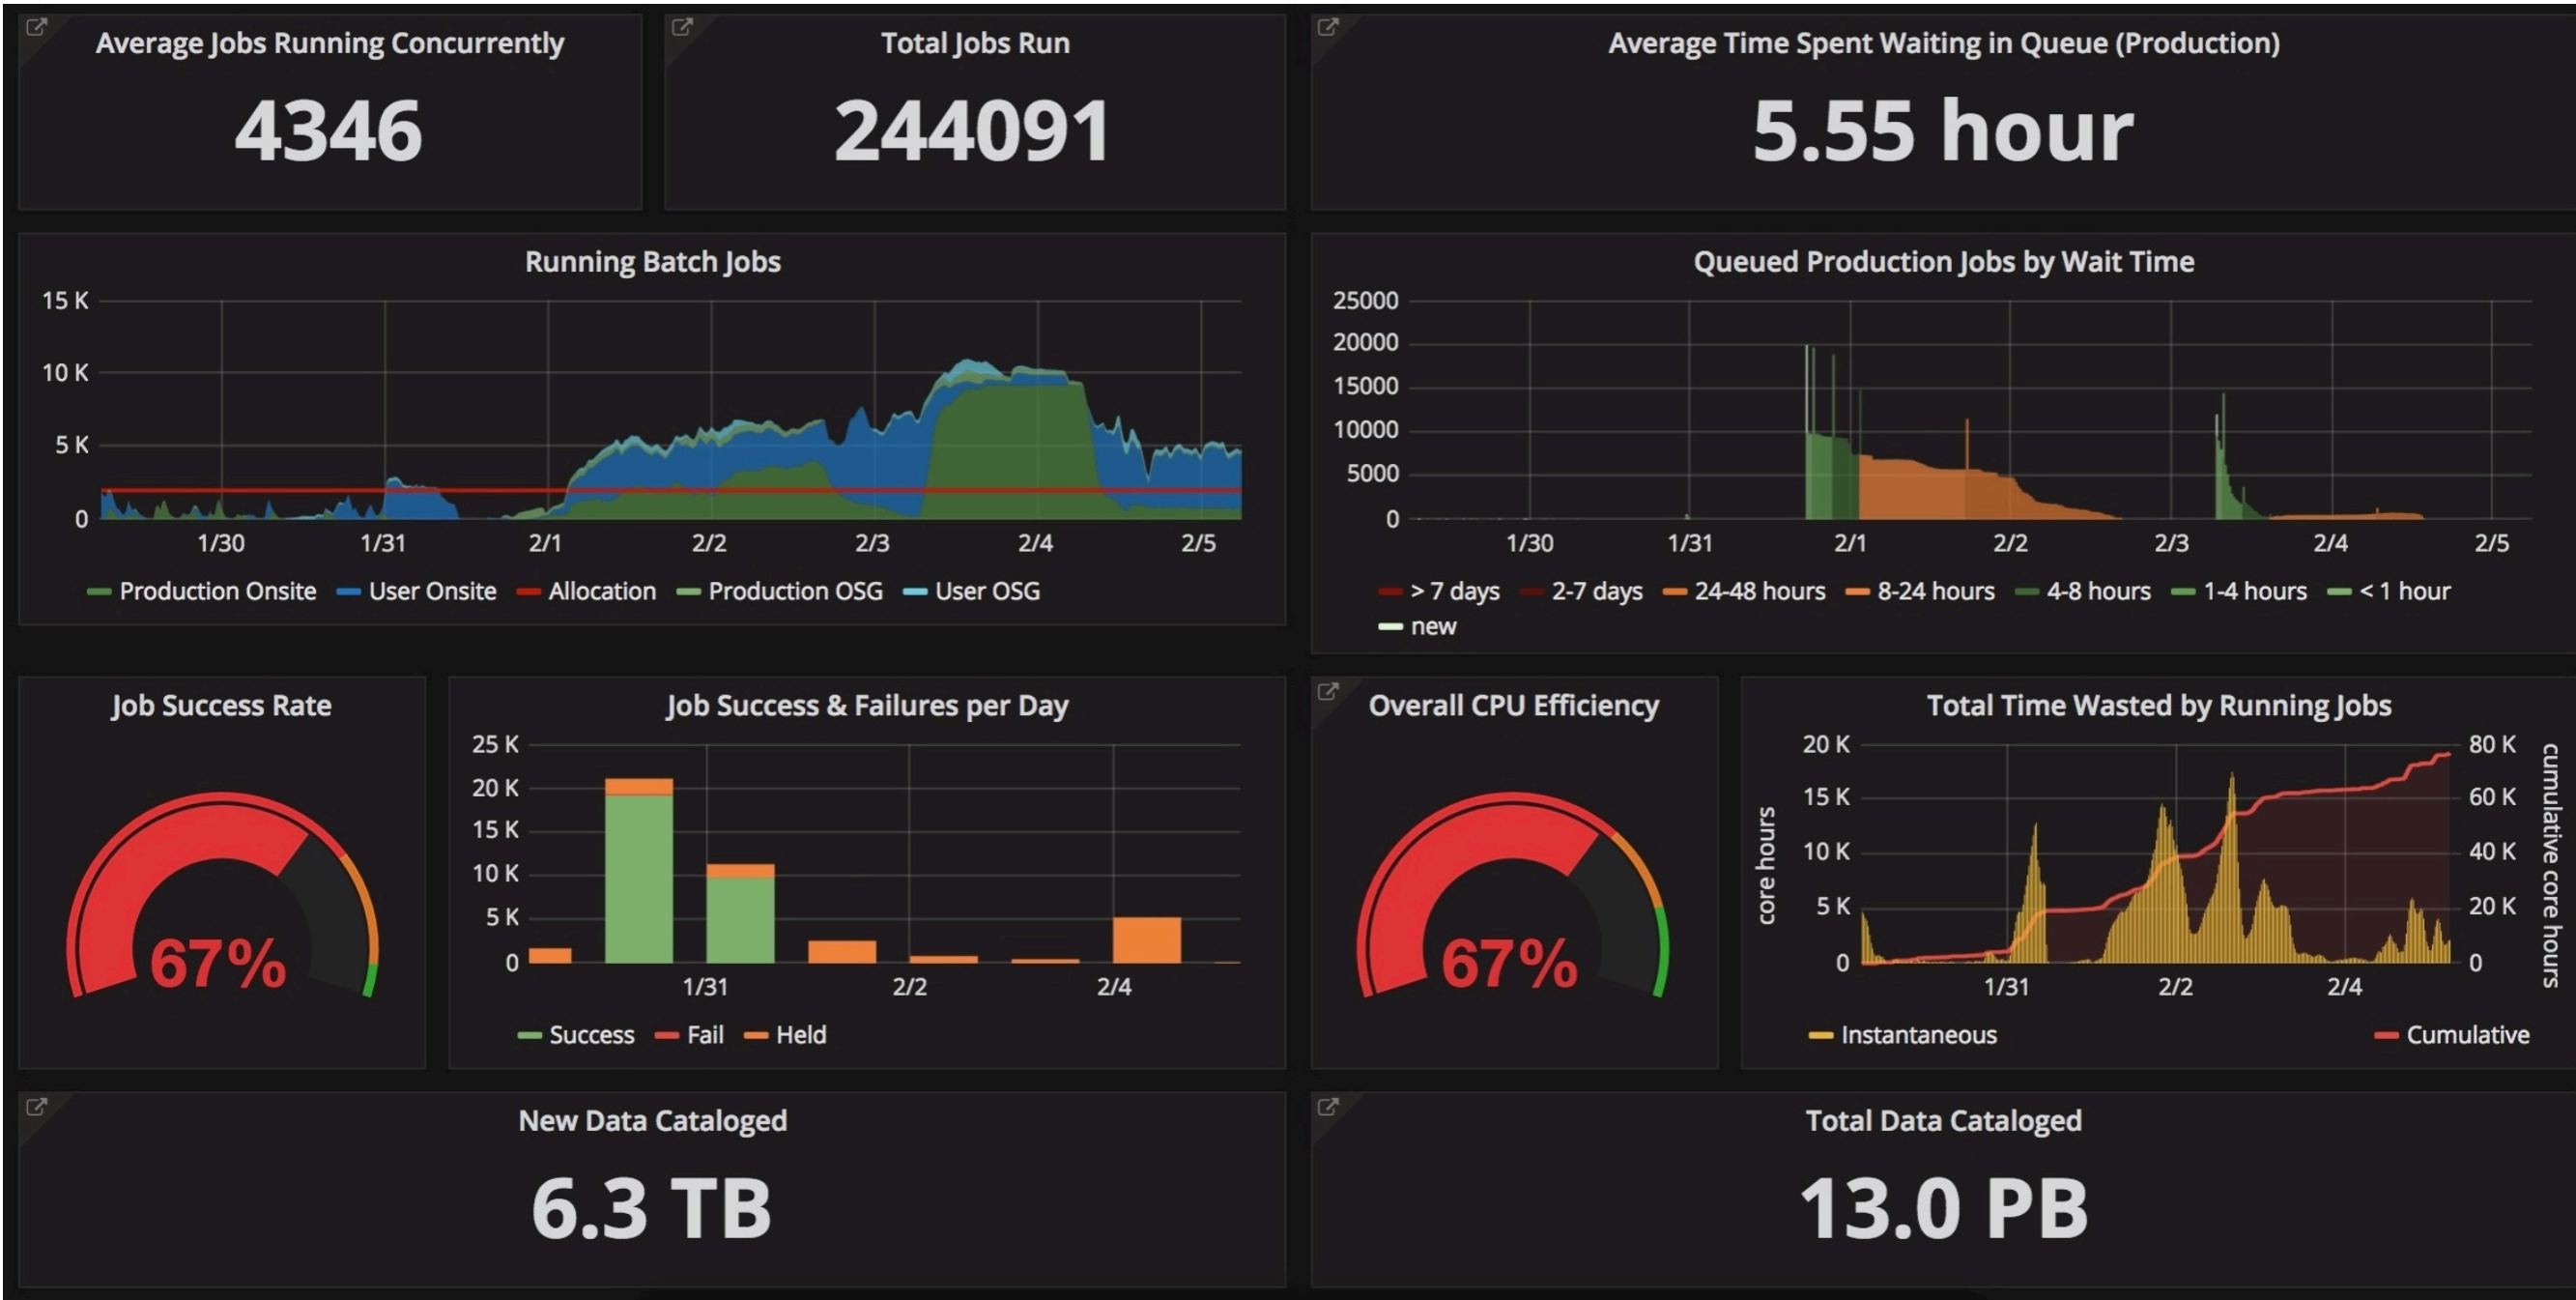 Average Jobs Running Concurrently
4346
Total Jobs Run
244091
Average Time Spent Waiting in Queue (Production)
5.55 hour
Running Batch Jobs
15 K
10 K
5 K
0
1/30 1/31 2/1 2/2 2/3 2/4 2/5
Production Onsite User Onsite Allocation Production OSG User OSG
Queued Production Jobs by Wait Time
25000
20000
15000
10000
5000
0
1/30 1/31 2/1 2/2 2/3 2/4 2/5
> 7 days 2-7 days 24-48 hours 8-24 hours 4-8 hours 1-4 hours < 1 hour
new
Job Success Rate
67%
Job Success & Failures per Day
25 K
20 K
15 K
10 K
5 K
0
1/31 2/2 2/4
Success Fail Held
Overall CPU Efficiency
67%
Total Time Wasted by Running Jobs
core hours
20 K
15 K
10 K
5 K
0
80 K
60 K
40 K
20 K
0
cumulative core hours
1/31 2/2 2/4
Instantaneous Cumulative
New Data Cataloged
6.3 TB
Total Data Cataloged
13.0 PB